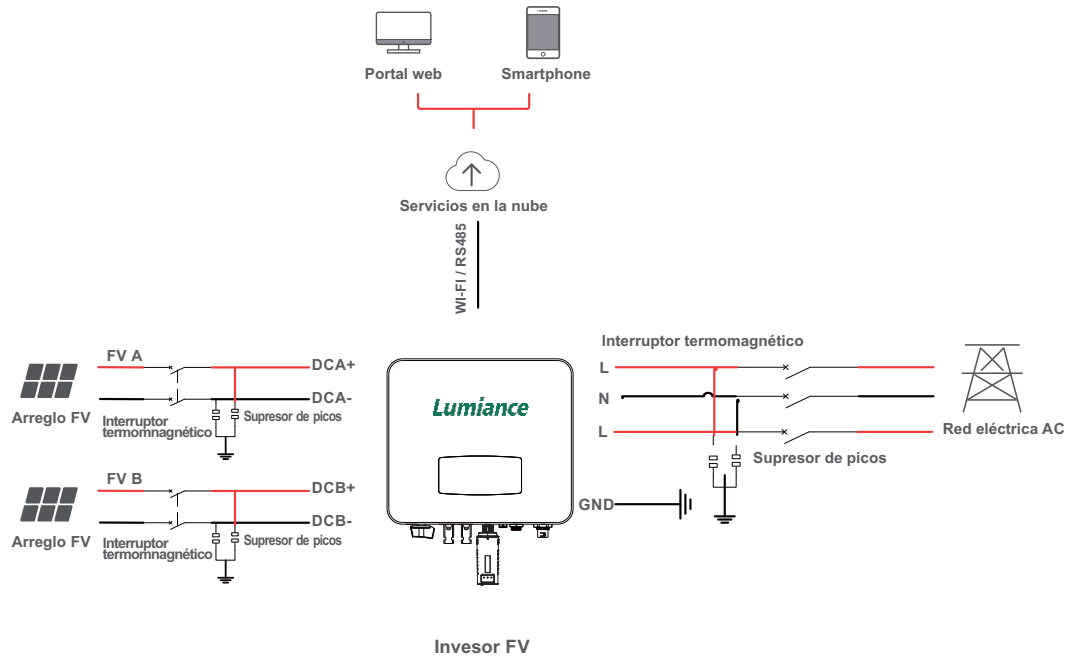 Portal web
Smartphone
Servicios en la nube
WI-FI / RS485
FV A
DCA+
DCA-
Arreglo FV
Interruptor
termomnagnético
Supresor de picos
FV B
DCB+
DCB-
Arreglo FV
Interruptor
termomnagnético
Supresor de picos
Lumiance
Interruptor termomagnético
L
N
L
Red eléctrica AC
Supresor de picos
GND
Invesor FV